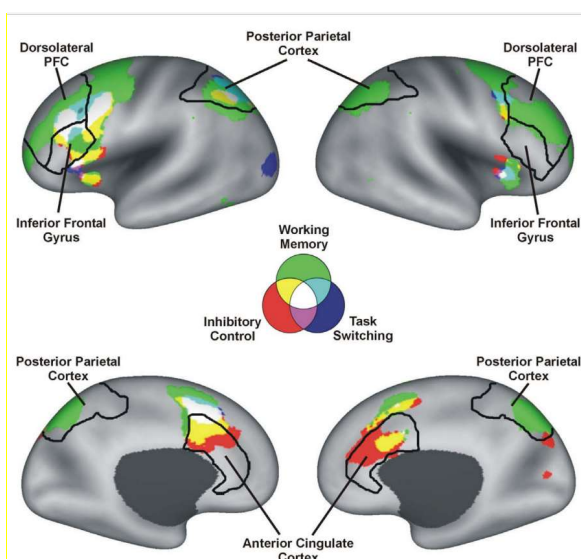 Dorsolateral
PFC
Posterior Parietal
Cortex
Dorsolateral
PFC
Inferior Frontal
Gyrus
Inferior Frontal
Gyrus
Working
Memory
Inhibitory
Control
Task
Switching
Posterior Parietal
Cortex
Posterior Parietal
Cortex
Anterior Cingulate
Cortex